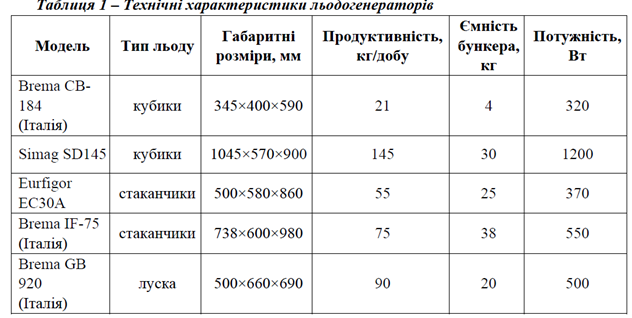 Таблиця 1 – Технічні характеристики льодогенераторів
Модель Тип льоду Габаритні розміри, мм Продуктивність, кг/добу Ємність бункера, кг Потужність, Вт
Brema CB-184 (Італія) кубики 345×400×590 21 4 320
Simag SD145 кубики 1045×570×900 145 30 1200
Eurfigor EC30A стаканчики 500×580×860 55 25 370
Brema IF-75 (Італія) стаканчики 738×600×980 75 38 550
Brema GB 920 (Італія) луска 500×660×690 90 20 500